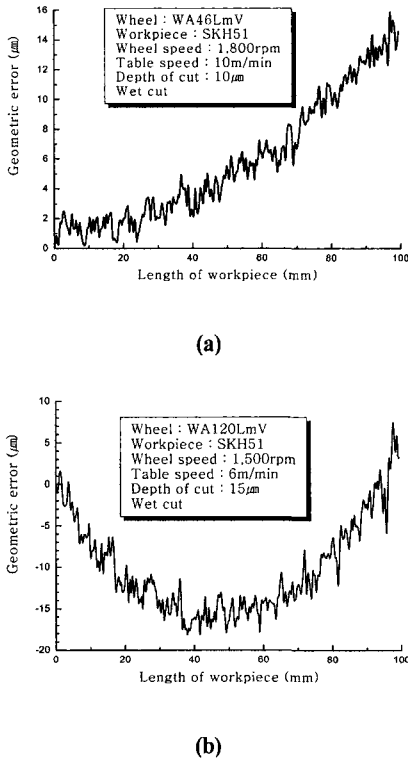 Wheel : WA46LmV
Workpiece : SKH51
Wheel speed : 1,800rpm
Table speed : 10m/min
Depth of cut : 10㎛
Wet cut
Geometric error (㎛)
16
14
12
10
8
6
4
2
0
0 20 40 60 80 100
Length of workpiece (mm)
(a)
Wheel : WA120LmV
Workpiece : SKH51
Wheel speed : 1,500rpm
Table speed : 6m/min
Depth of cut : 15㎛
Wet cut
Geometric error (㎛)
10
5
0
-5
-10
-15
-20
0 20 40 60 80 100
Length of workpiece (mm)
(b)